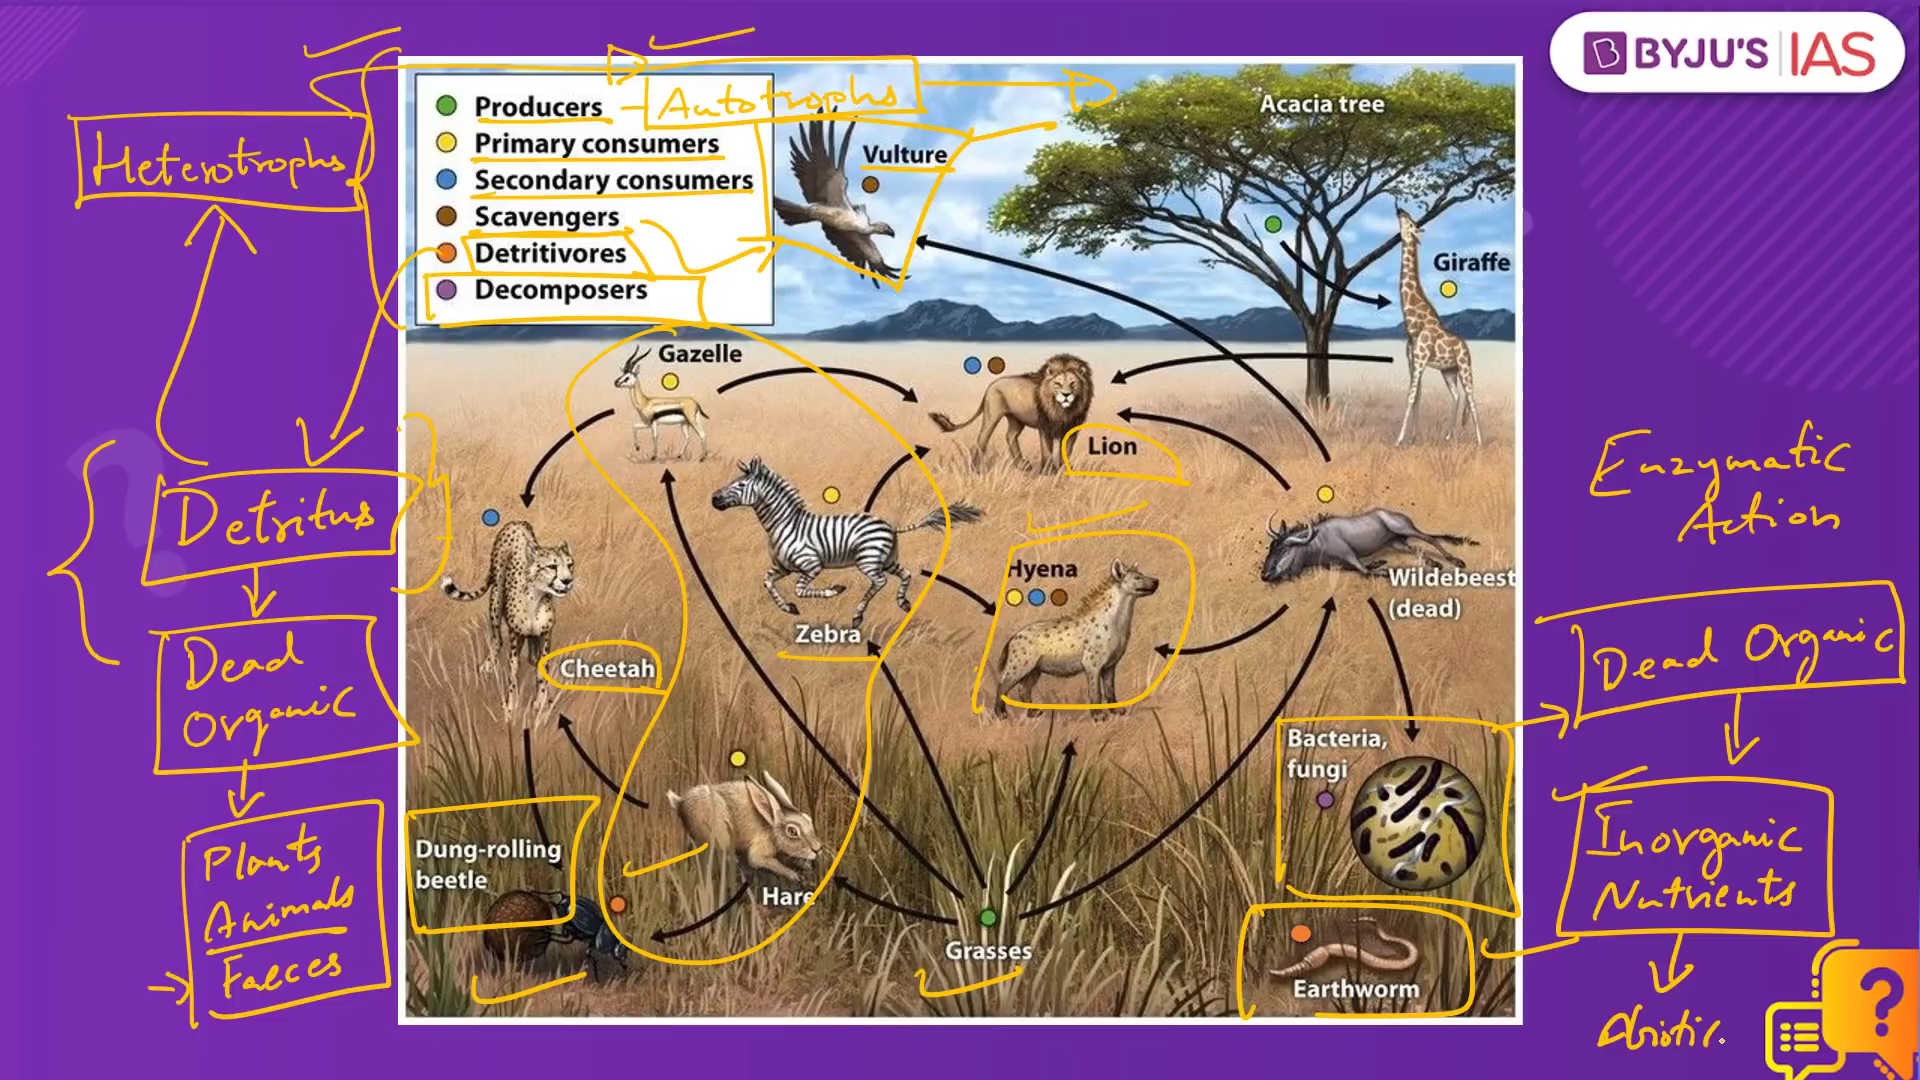 BYJU'S IAS
Producers
Autotrophs
Primary consumers
Secondary consumers
Scavengers
Detritivores
Decomposers
Heterotrophs
Vulture
Acacia tree
Giraffe
Gazelle
Lion
Enzymatic
Action
Detritus
Hyena
Wildebeest
(dead)
Zebra
Cheetah
Dead
Organic
Dead Organic
Bacteria,
fungi
Dung-rolling
beetle
Hare
Grasses
Earthworm
Plants
Animals
Faeces
Inorganic
Nutrients
Abiotic
?